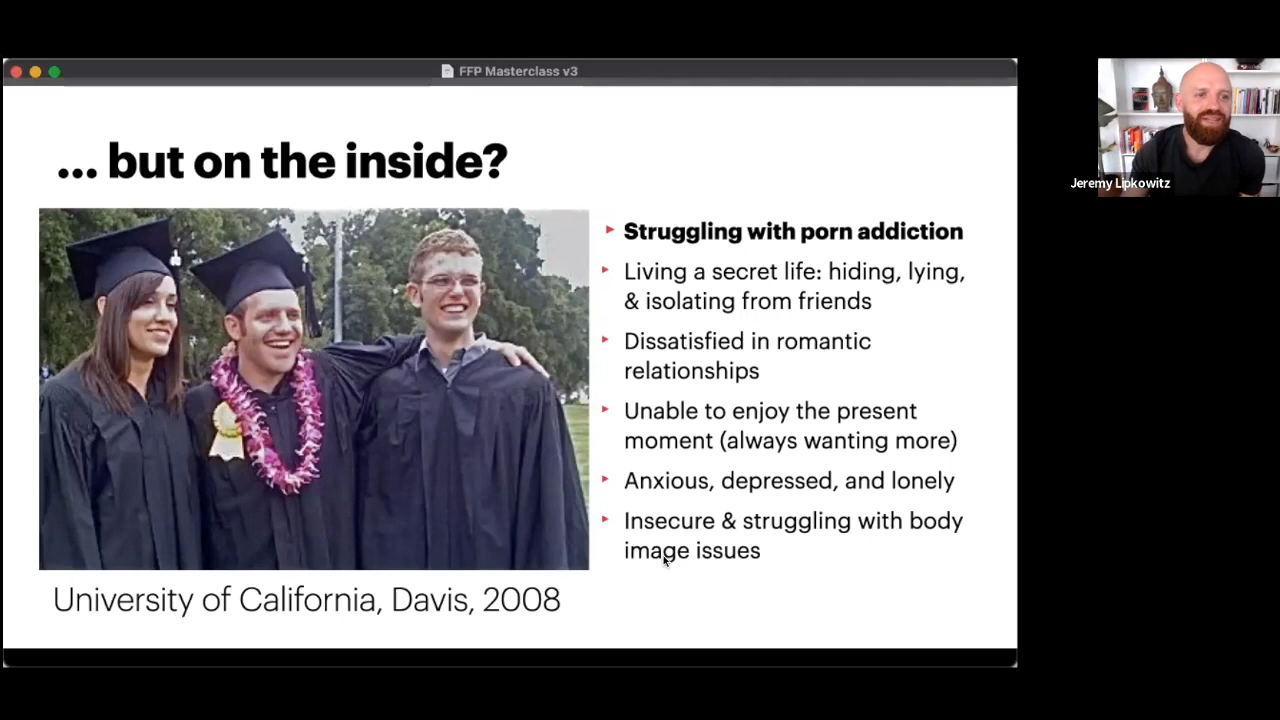 FFP Masterclass v3
... but on the inside?
Struggling with porn addiction
Living a secret life: hiding, lying,
& isolating from friends
Dissatisfied in romantic
relationships
Unable to enjoy the present
moment (always wanting more)
Anxious, depressed, and lonely
Insecure & struggling with body
image issues
University of California, Davis, 2008
Jeremy Lipkowitz